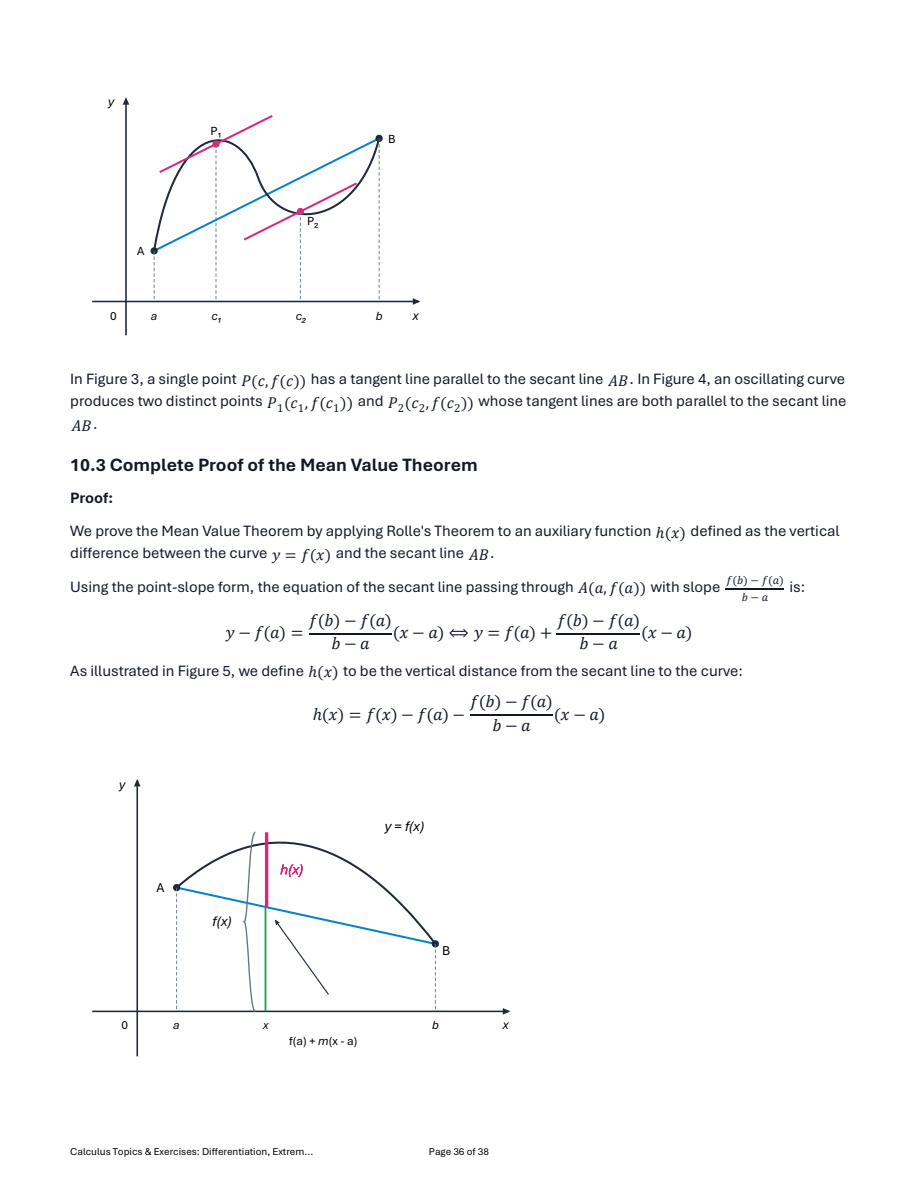 y
P₁
B
P₂
A
0 a c₁ c₂ b x
In Figure 3, a single point P(c, f(c)) has a tangent line parallel to the secant line AB. In Figure 4, an oscillating curve
produces two distinct points P₁(c₁, f(c₁)) and P₂(c₂, f(c₂)) whose tangent lines are both parallel to the secant line
AB.
10.3 Complete Proof of the Mean Value Theorem
Proof:
We prove the Mean Value Theorem by applying Rolle's Theorem to an auxiliary function h(x) defined as the vertical
difference between the curve y = f(x) and the secant line AB.
Using the point-slope form, the equation of the secant line passing through A(a, f(a)) with slope (f(b) − f(a))/(b − a) is:
y − f(a) = (f(b) − f(a))/(b − a) (x − a) ⟺ y = f(a) + (f(b) − f(a))/(b − a) (x − a)
As illustrated in Figure 5, we define h(x) to be the vertical distance from the secant line to the curve:
h(x) = f(x) − f(a) − (f(b) − f(a))/(b − a) (x − a)
y
y = f(x)
h(x)
A
f(x)
B
0 a x b x
f(a) + m(x - a)
Calculus Topics & Exercises: Differentiation, Extrem... Page 36 of 38